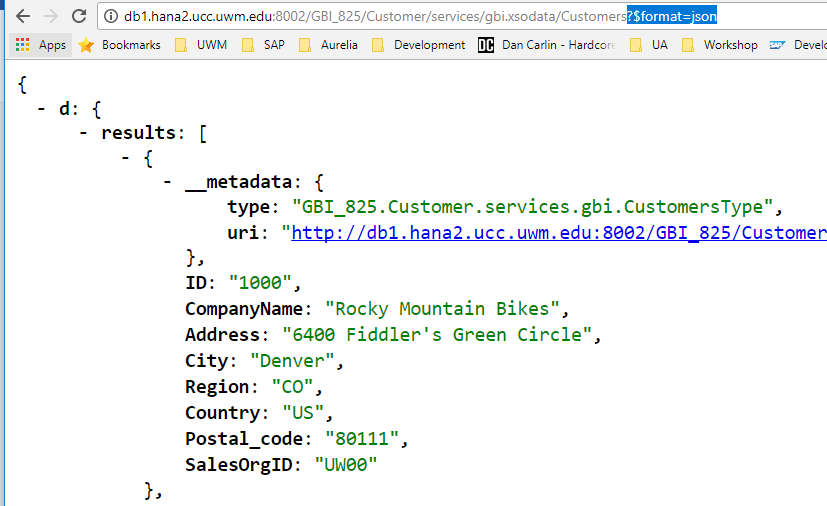 db1.hana2.ucc.uwm.edu:8002/GBI_825/Customer/services/gbi.xsodata/Customers?$format=json
Apps Bookmarks UWM SAP Aurelia Development DC Dan Carlin - Hardcore UA Workshop SAP Develo
{
- d: {
- results: [
- {
- __metadata: {
type: "GBI_825.Customer.services.gbi.CustomersType",
uri: "http://db1.hana2.ucc.uwm.edu:8002/GBI_825/Customer
},
ID: "1000",
CompanyName: "Rocky Mountain Bikes",
Address: "6400 Fiddler's Green Circle",
City: "Denver",
Region: "CO",
Country: "US",
Postal_code: "80111",
SalesOrgID: "UW00"
},